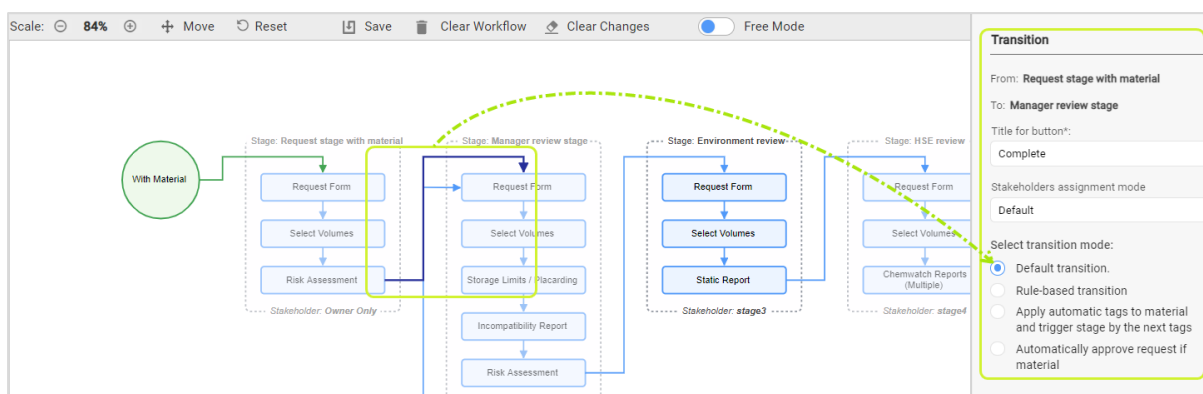 Scale: 84% Move Reset Save Clear Workflow Clear Changes Free Mode
With Material
Stage: Request stage with material
Request Form
Select Volumes
Risk Assessment
Stakeholder: Owner Only
Stage: Manager review stage
Request Form
Select Volumes
Storage Limits / Placarding
Incompatibility Report
Risk Assessment
Stage: Environment review
Request Form
Select Volumes
Static Report
Stakeholder: stage3
Stage: HSE review
Request Form
Select Volumes
Chemwatch Reports
(Multiple)
Stakeholder: stage4
Transition
From: Request stage with material
To: Manager review stage
Title for button*:
Complete
Stakeholders assignment mode
Default
Select transition mode:
Default transition.
Rule-based transition
Apply automatic tags to material
and trigger stage by the next tags
Automatically approve request if
material